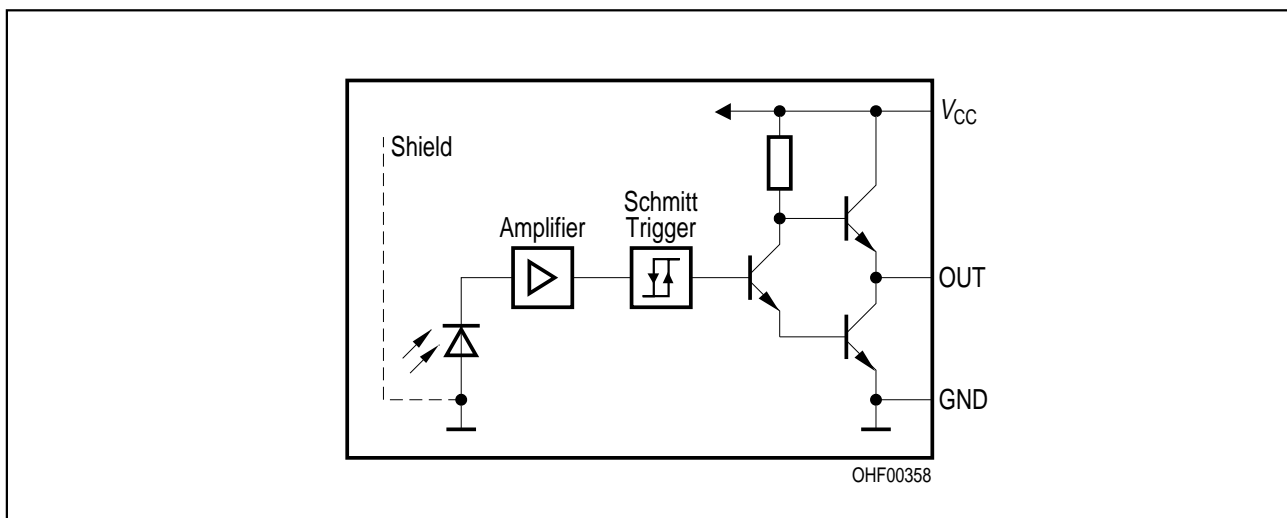 V_CC
Shield
Schmitt
Trigger
Amplifier
OUT
GND
OHF00358